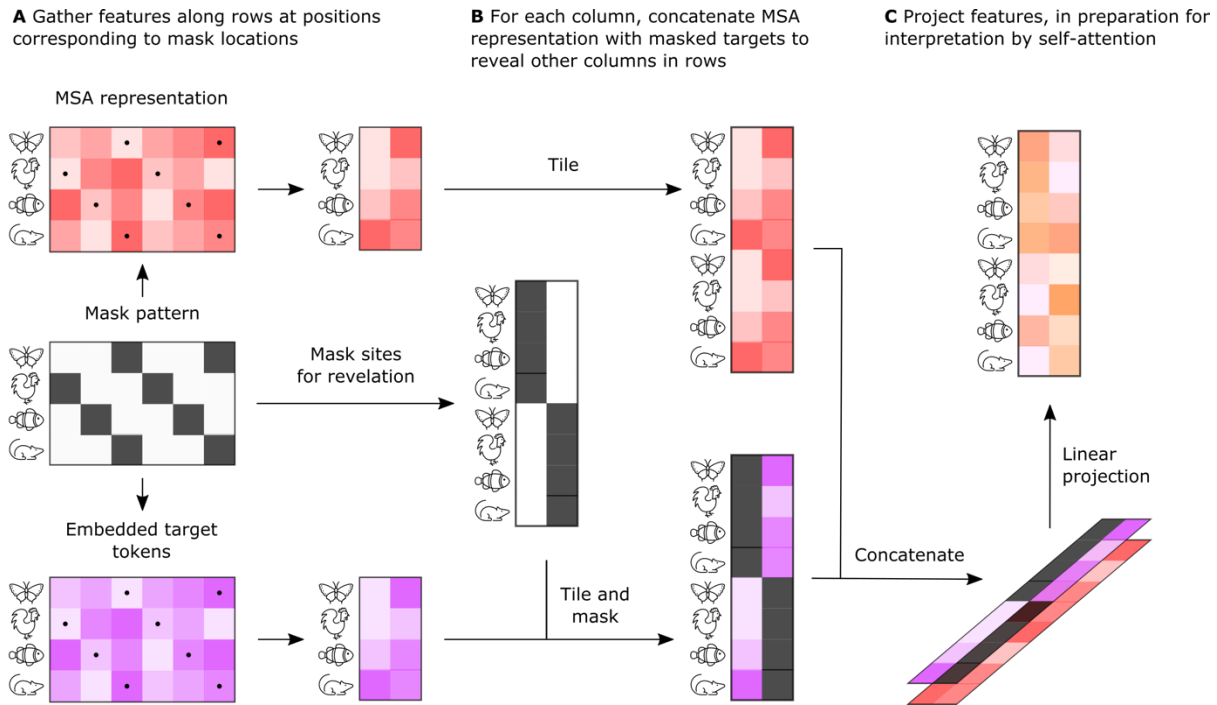 A Gather features along rows at positions
corresponding to mask locations
B For each column, concatenate MSA
representation with masked targets to
reveal other columns in rows
C Project features, in preparation for
interpretation by self-attention
MSA representation
Tile
Mask pattern
Mask sites
for revelation
Linear
projection
Embedded target
tokens
Concatenate
Tile and
mask